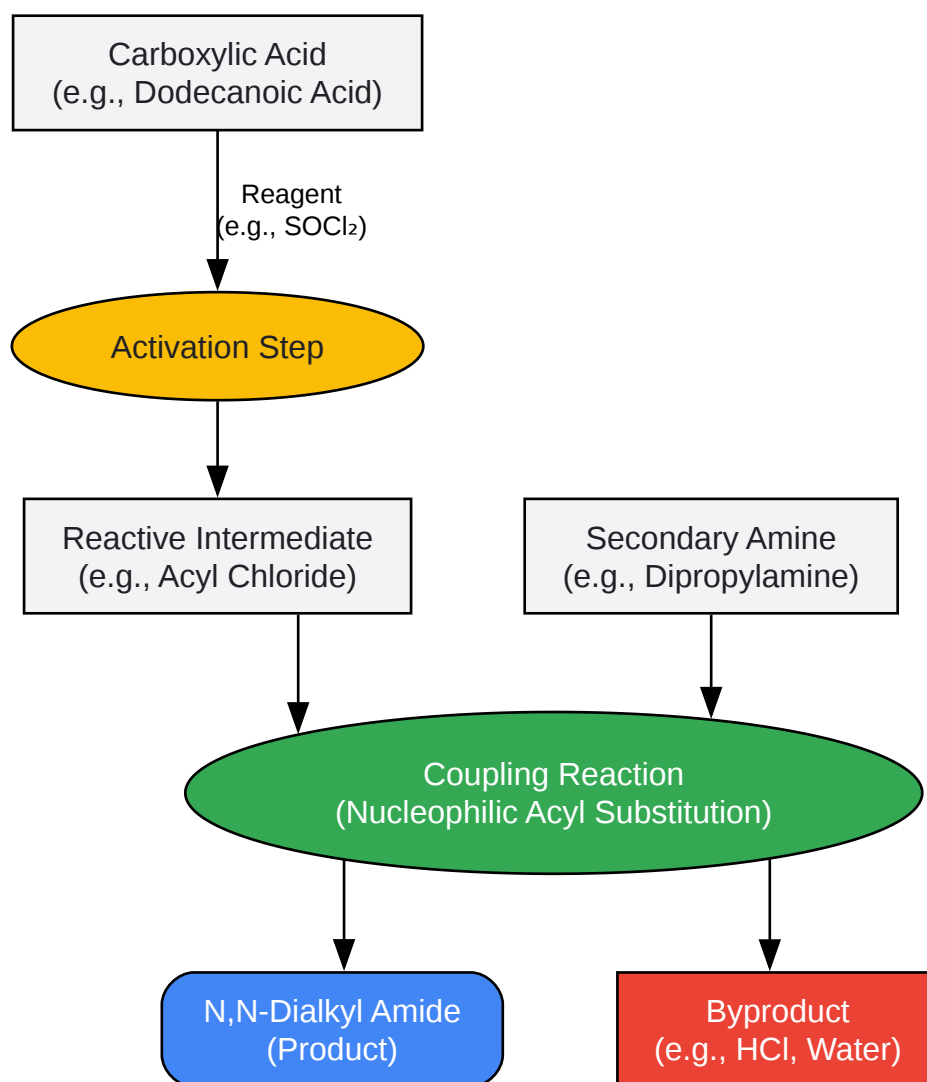 Carboxylic Acid
(e.g., Dodecanoic Acid)
Reagent
(e.g., SOCl₂)
Activation Step
Reactive Intermediate
(e.g., Acyl Chloride)
Secondary Amine
(e.g., Dipropylamine)
Coupling Reaction
(Nucleophilic Acyl Substitution)
N,N-Dialkyl Amide
(Product)
Byproduct
(e.g., HCl, Water)